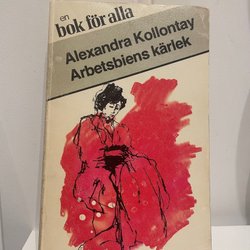 en
bok för alla
Alexandra Kollontay
Arbetsbiens kärlek